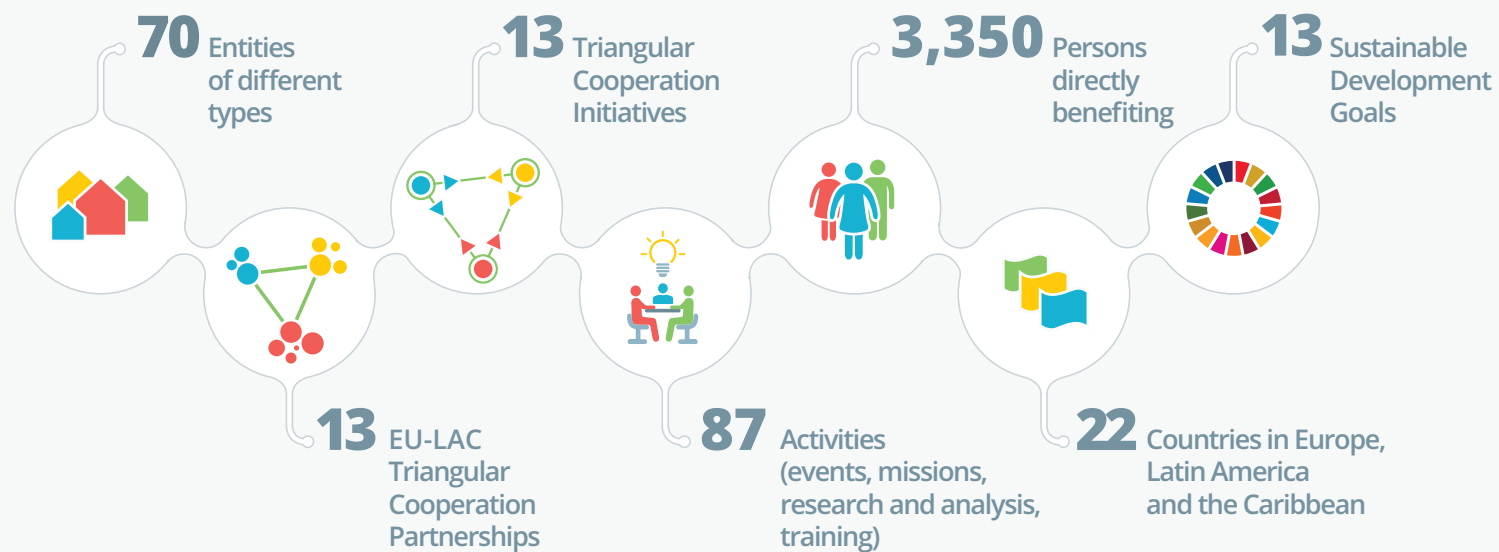 70 Entities
of different
types
13 EU-LAC
Triangular
Cooperation
Partnerships
13 Triangular
Cooperation
Initiatives
87 Activities
(events, missions,
research and analysis,
training)
3,350 Persons
directly
benefiting
22 Countries in Europe,
Latin America
and the Caribbean
13 Sustainable
Development
Goals